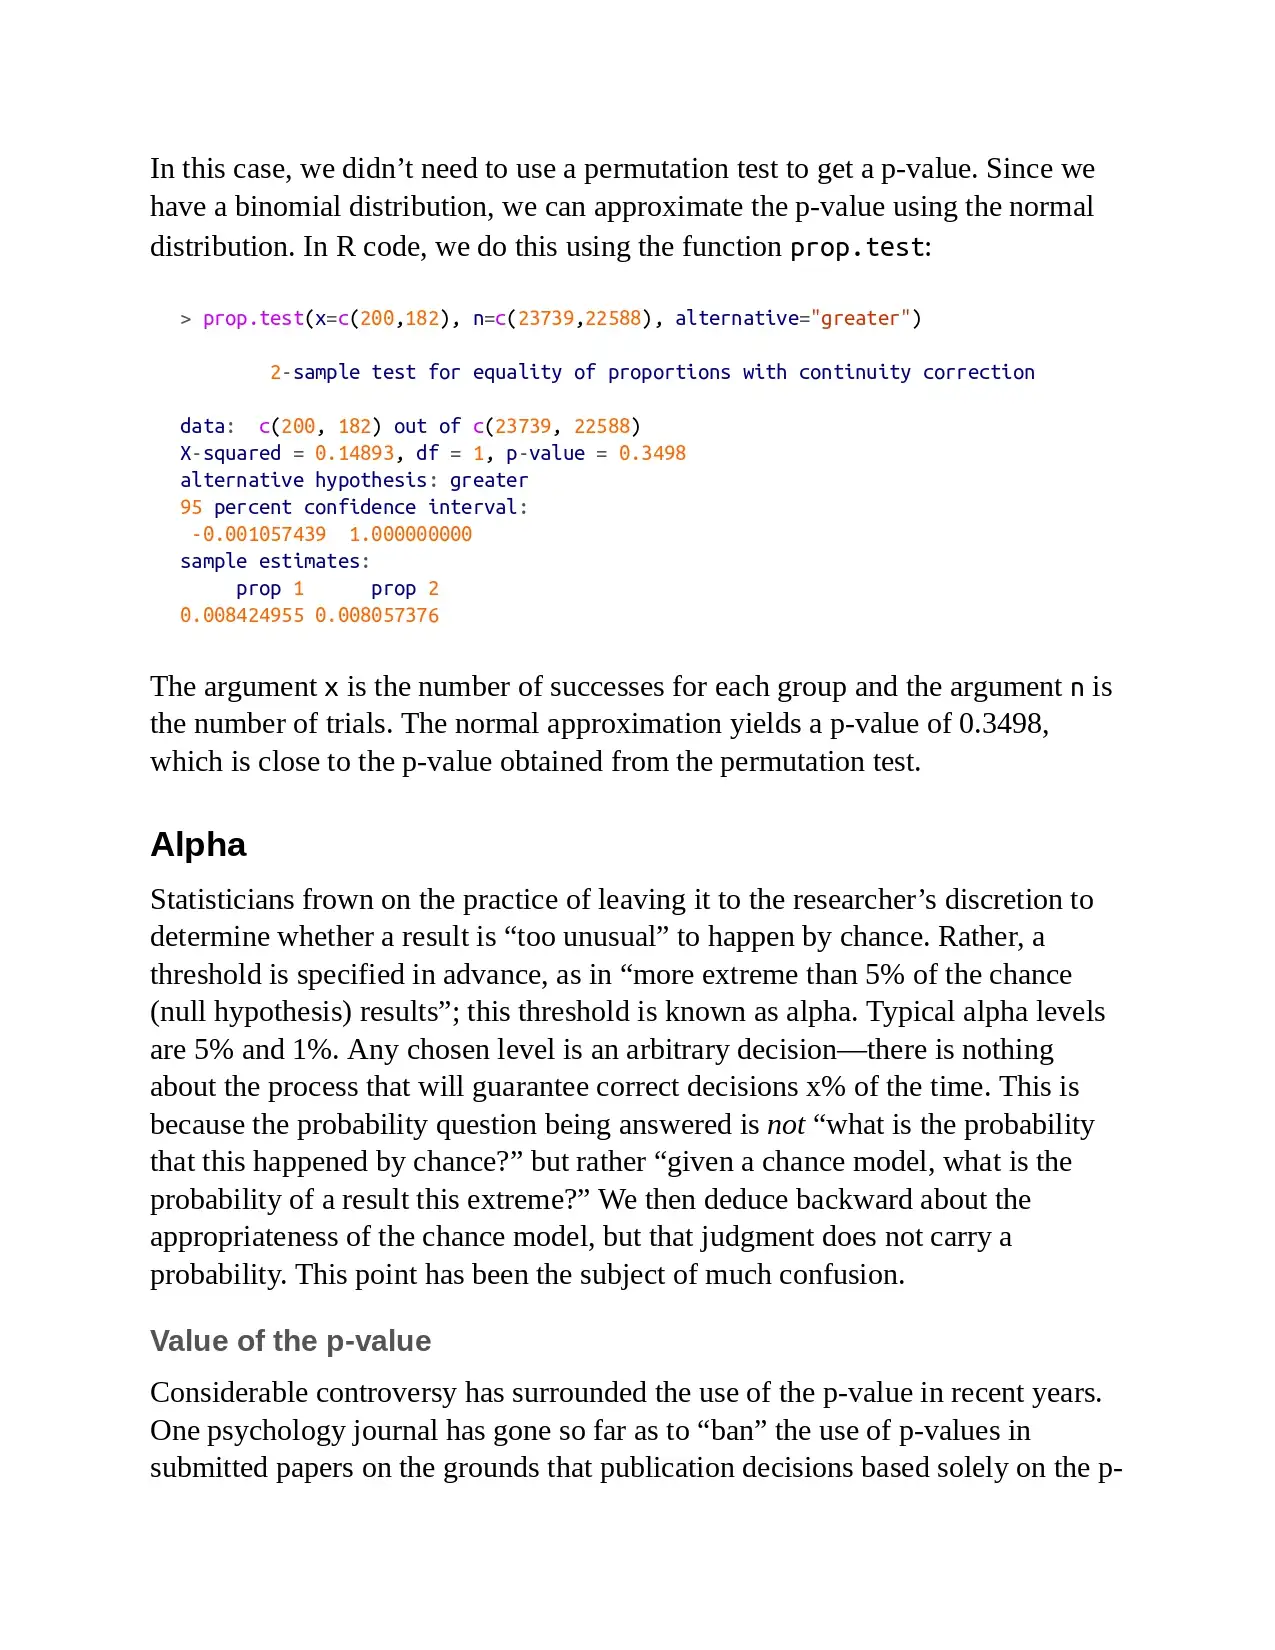 In this case, we didn’t need to use a permutation test to get a p-value. Since we
have a binomial distribution, we can approximate the p-value using the normal
distribution. In R code, we do this using the function prop.test:
> prop.test(x=c(200,182), n=c(23739,22588), alternative="greater")
2-sample test for equality of proportions with continuity correction
data:  c(200, 182) out of c(23739, 22588)
X-squared = 0.14893, df = 1, p-value = 0.3498
alternative hypothesis: greater
95 percent confidence interval:
-0.001057439  1.000000000
sample estimates:
prop 1      prop 2
0.008424955 0.008057376
The argument x is the number of successes for each group and the argument n is
the number of trials. The normal approximation yields a p-value of 0.3498,
which is close to the p-value obtained from the permutation test.
Alpha
Statisticians frown on the practice of leaving it to the researcher’s discretion to
determine whether a result is “too unusual” to happen by chance. Rather, a
threshold is specified in advance, as in “more extreme than 5% of the chance
(null hypothesis) results”; this threshold is known as alpha. Typical alpha levels
are 5% and 1%. Any chosen level is an arbitrary decision—there is nothing
about the process that will guarantee correct decisions x% of the time. This is
because the probability question being answered is not “what is the probability
that this happened by chance?” but rather “given a chance model, what is the
probability of a result this extreme?” We then deduce backward about the
appropriateness of the chance model, but that judgment does not carry a
probability. This point has been the subject of much confusion.
Value of the p-value
Considerable controversy has surrounded the use of the p-value in recent years.
One psychology journal has gone so far as to “ban” the use of p-values in
submitted papers on the grounds that publication decisions based solely on the p-